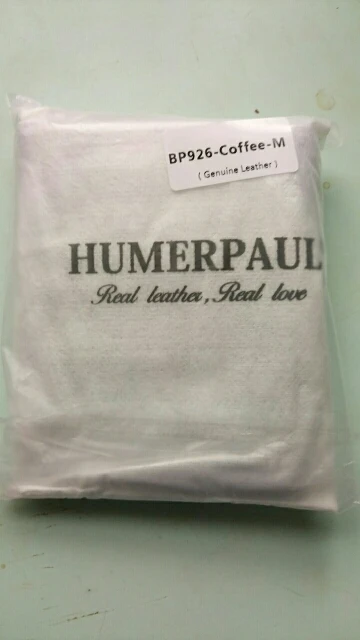 BP926-Coffee-M
( Genuine Leather )
HUMERPAUL
Real leather, Real love